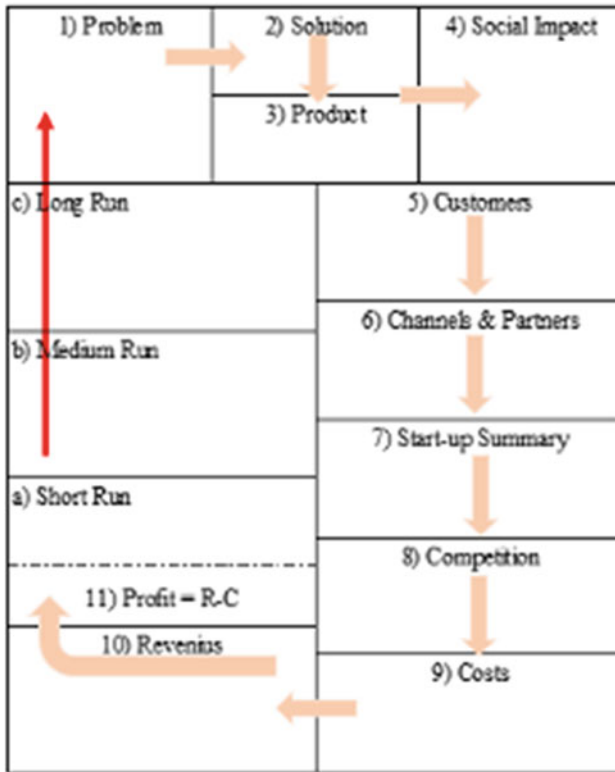 1) Problem
2) Solution
3) Product
4) Social Impact
5) Customers
6) Channels & Partners
7) Start-up Summary
8) Competition
9) Costs
10) Revenius
11) Profit = R-C
a) Short Run
b) Medium Run
c) Long Run